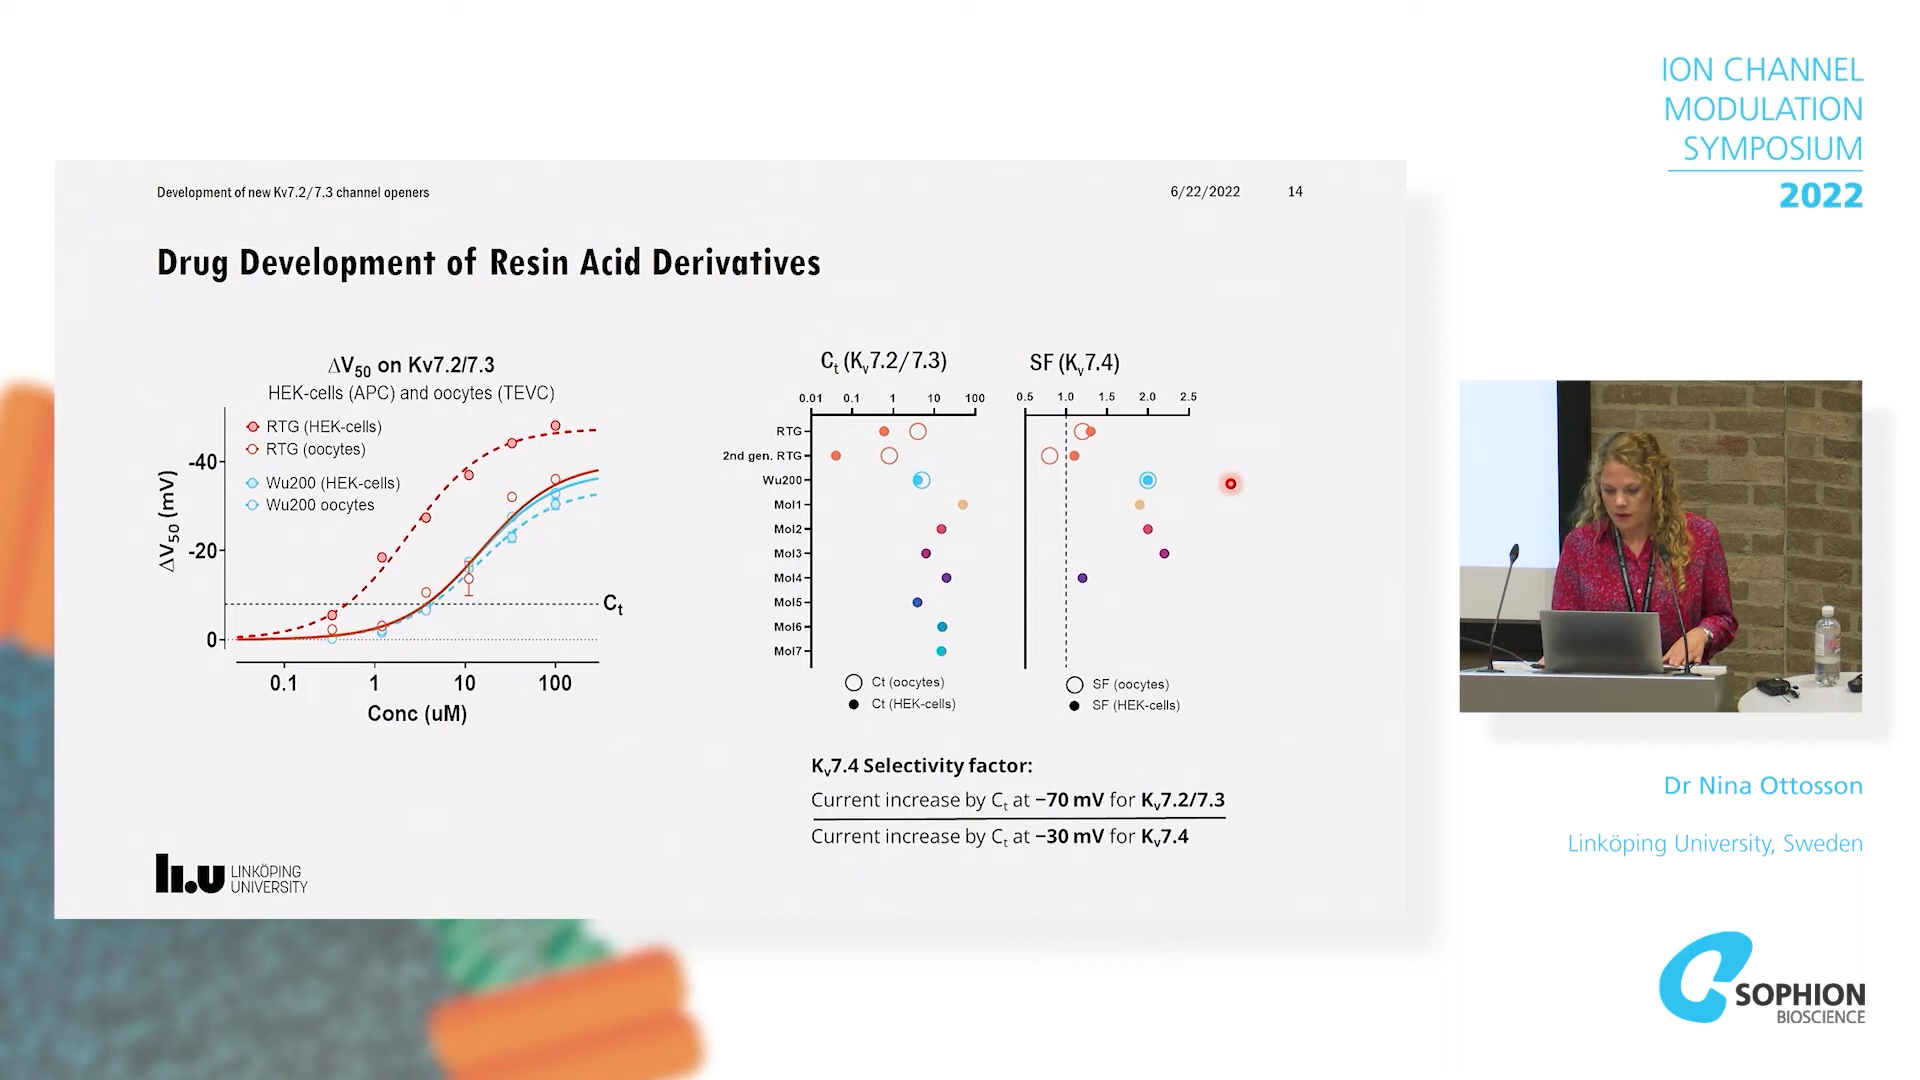 ION CHANNEL
MODULATION
SYMPOSIUM
2022
Development of new Kv7.2/7.3 channel openers
6/22/2022
14
Drug Development of Resin Acid Derivatives
ΔV50 on Kv7.2/7.3
HEK-cells (APC) and oocytes (TEVC)
RTG (HEK-cells)
RTG (oocytes)
Wu200 (HEK-cells)
Wu200 oocytes
ΔV50 (mV)
-40
-20
0
Ct
0.1 1 10 100
Conc (uM)
Ct (Kv7.2/7.3)
0.01 0.1 1 10 100
RTG
2nd gen. RTG
Wu200
Mol1
Mol2
Mol3
Mol4
Mol5
Mol6
Mol7
Ct (oocytes)
Ct (HEK-cells)
SF (Kv7.4)
0.5 1.0 1.5 2.0 2.5
SF (oocytes)
SF (HEK-cells)
Kv7.4 Selectivity factor:
Current increase by Ct at −70 mV for Kv7.2/7.3
Current increase by Ct at −30 mV for Kv7.4
li.u LINKÖPING
UNIVERSITY
Dr Nina Ottosson
Linköping University, Sweden
SOPHION
BIOSCIENCE